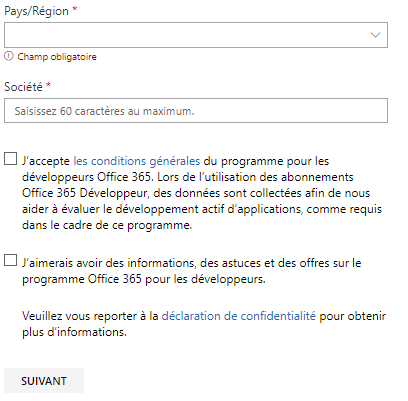 Pays/Région *
Champ obligatoire
Société *
Saisissez 60 caractères au maximum.
J'accepte les conditions générales du programme pour les
développeurs Office 365. Lors de l'utilisation des abonnements
Office 365 Développeur, des données sont collectées afin de nous
aider à évaluer le développement actif d'applications, comme requis
dans le cadre de ce programme.
J'aimerais avoir des informations, des astuces et des offres sur le
programme Office 365 pour les développeurs.
Veuillez vous reporter à la déclaration de confidentialité pour obtenir
plus d'informations.
SUIVANT